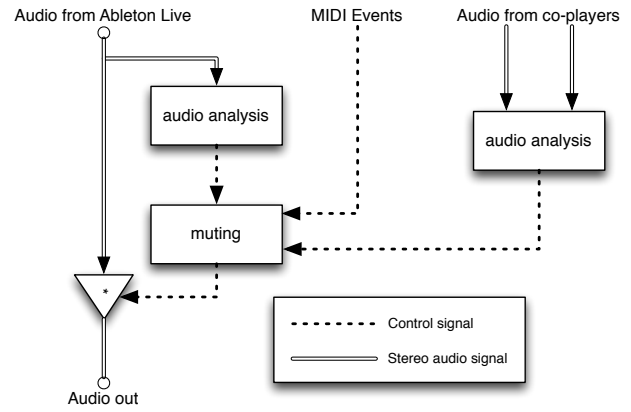 Audio from Ableton Live
MIDI Events
Audio from co-players
audio analysis
audio analysis
muting
*
Control signal
Stereo audio signal
Audio out